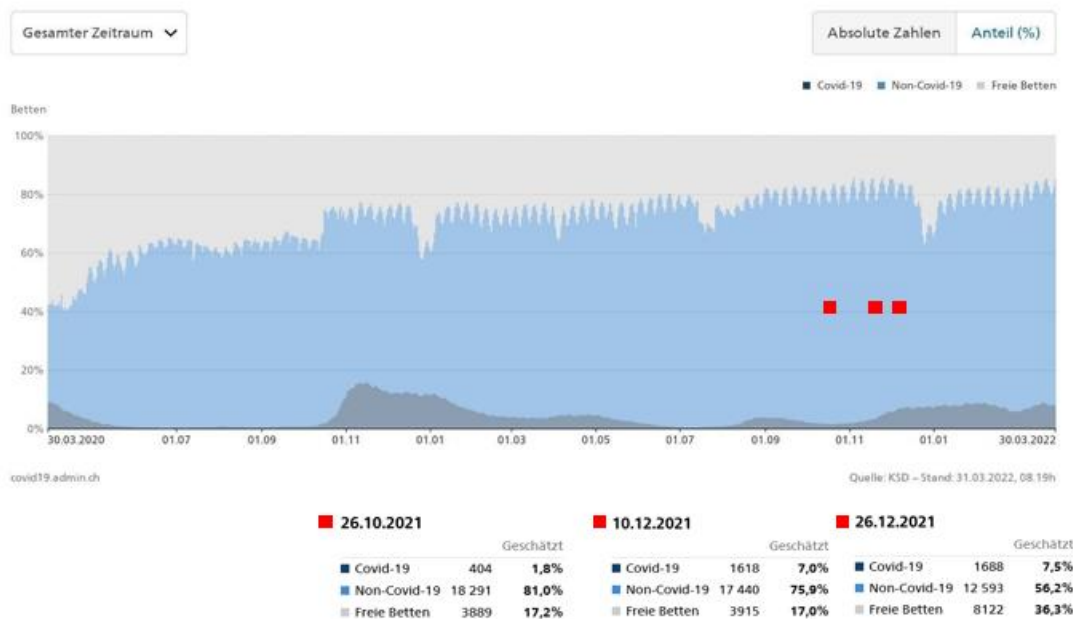 Gesamter Zeitraum
Absolute Zahlen Anteil (%)
Covid-19 Non-Covid-19 Freie Betten
Betten
100%
80%
60%
40%
20%
0%
30.03.2020 01.07 01.09 01.11 01.01 01.03 01.05 01.07 01.09 01.11 01.01 30.03.2022
covid19.admin.ch Quelle: KSD – Stand: 31.03.2022, 08.19h
26.10.2021 10.12.2021 26.12.2021
Geschätzt Geschätzt Geschätzt
Covid-19 404 1,8% Covid-19 1618 7,0% Covid-19 1688 7,5%
Non-Covid-19 18 291 81,0% Non-Covid-19 17 440 75,9% Non-Covid-19 12 593 56,2%
Freie Betten 3889 17,2% Freie Betten 3915 17,0% Freie Betten 8122 36,3%